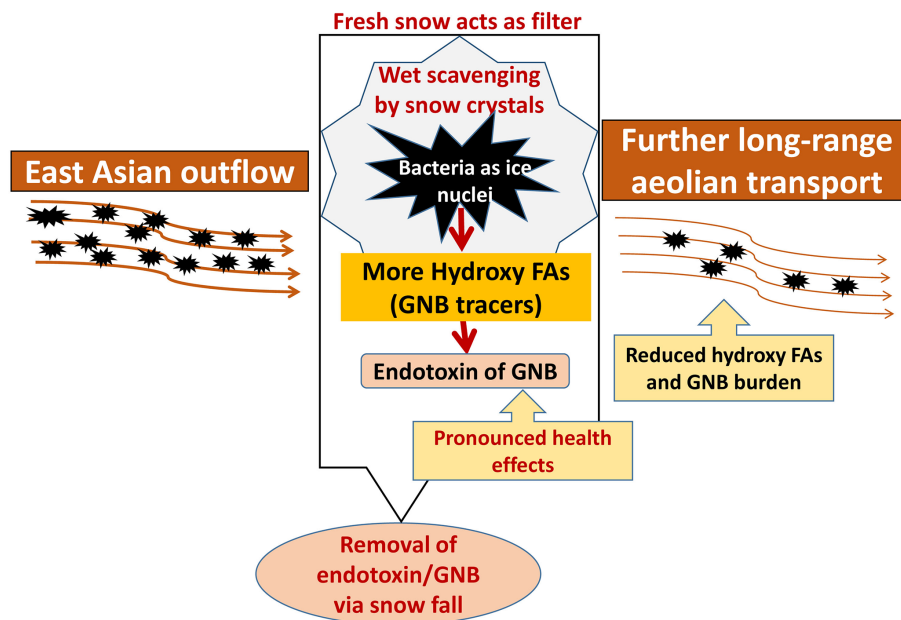 Fresh snow acts as filter
Wet scavenging
by snow crystals
Bacteria as ice
nuclei
East Asian outflow
Further long-range
aeolian transport
More Hydroxy FAs
(GNB tracers)
Endotoxin of GNB
Reduced hydroxy FAs
and GNB burden
Pronounced health
effects
Removal of
endotoxin/GNB
via snow fall